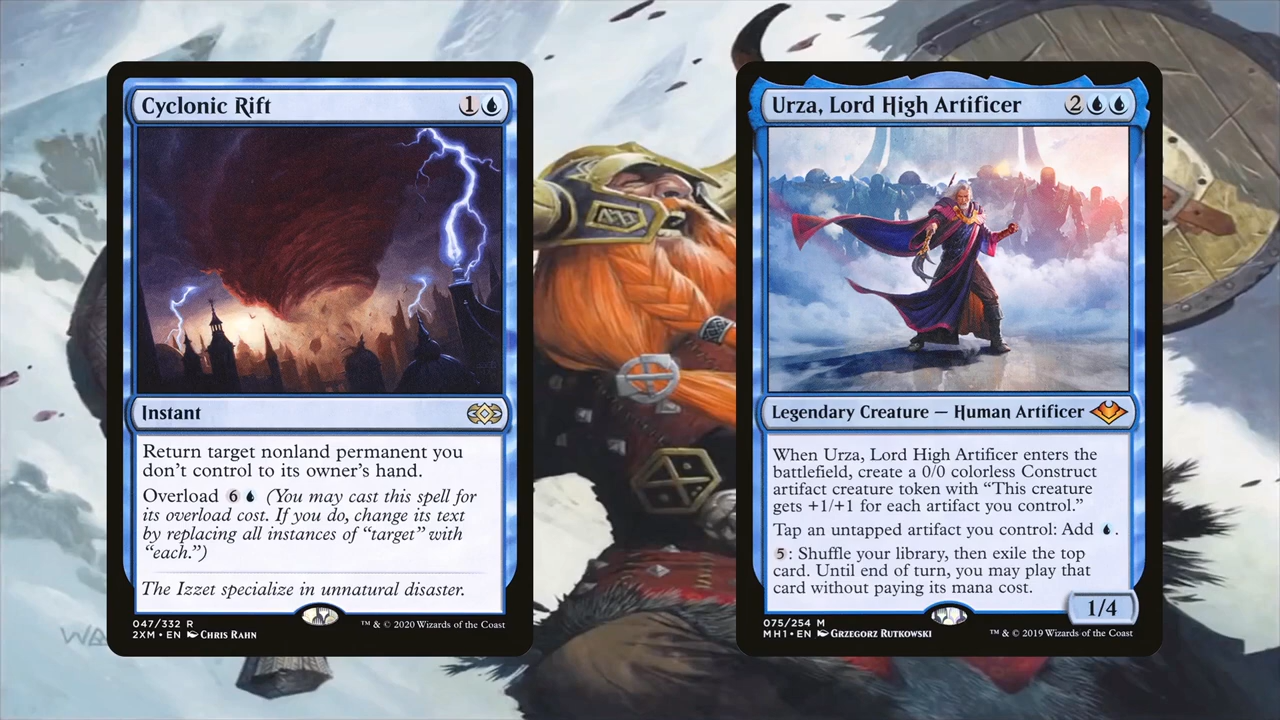 Cyclonic Rift 1
Instant
Return target nonland permanent you
don't control to its owner's hand.
Overload 6 (You may cast this spell for
its overload cost. If you do, change its text
by replacing all instances of "target" with
"each.")
The Izzet specialize in unnatural disaster.
047/332 R
2XM • EN Chris Rahn
™ & © 2020 Wizards of the Coast
Urza, Lord High Artificer 2
Legendary Creature — Human Artificer
When Urza, Lord High Artificer enters the
battlefield, create a 0/0 colorless Construct
artifact creature token with "This creature
gets +1/+1 for each artifact you control."
Tap an untapped artifact you control: Add .
5: Shuffle your library, then exile the top
card. Until end of turn, you may play that
card without paying its mana cost.
1/4
075/254 M
MH1 • EN Grzegorz Rutkowski
™ & © 2019 Wizards of the Coast